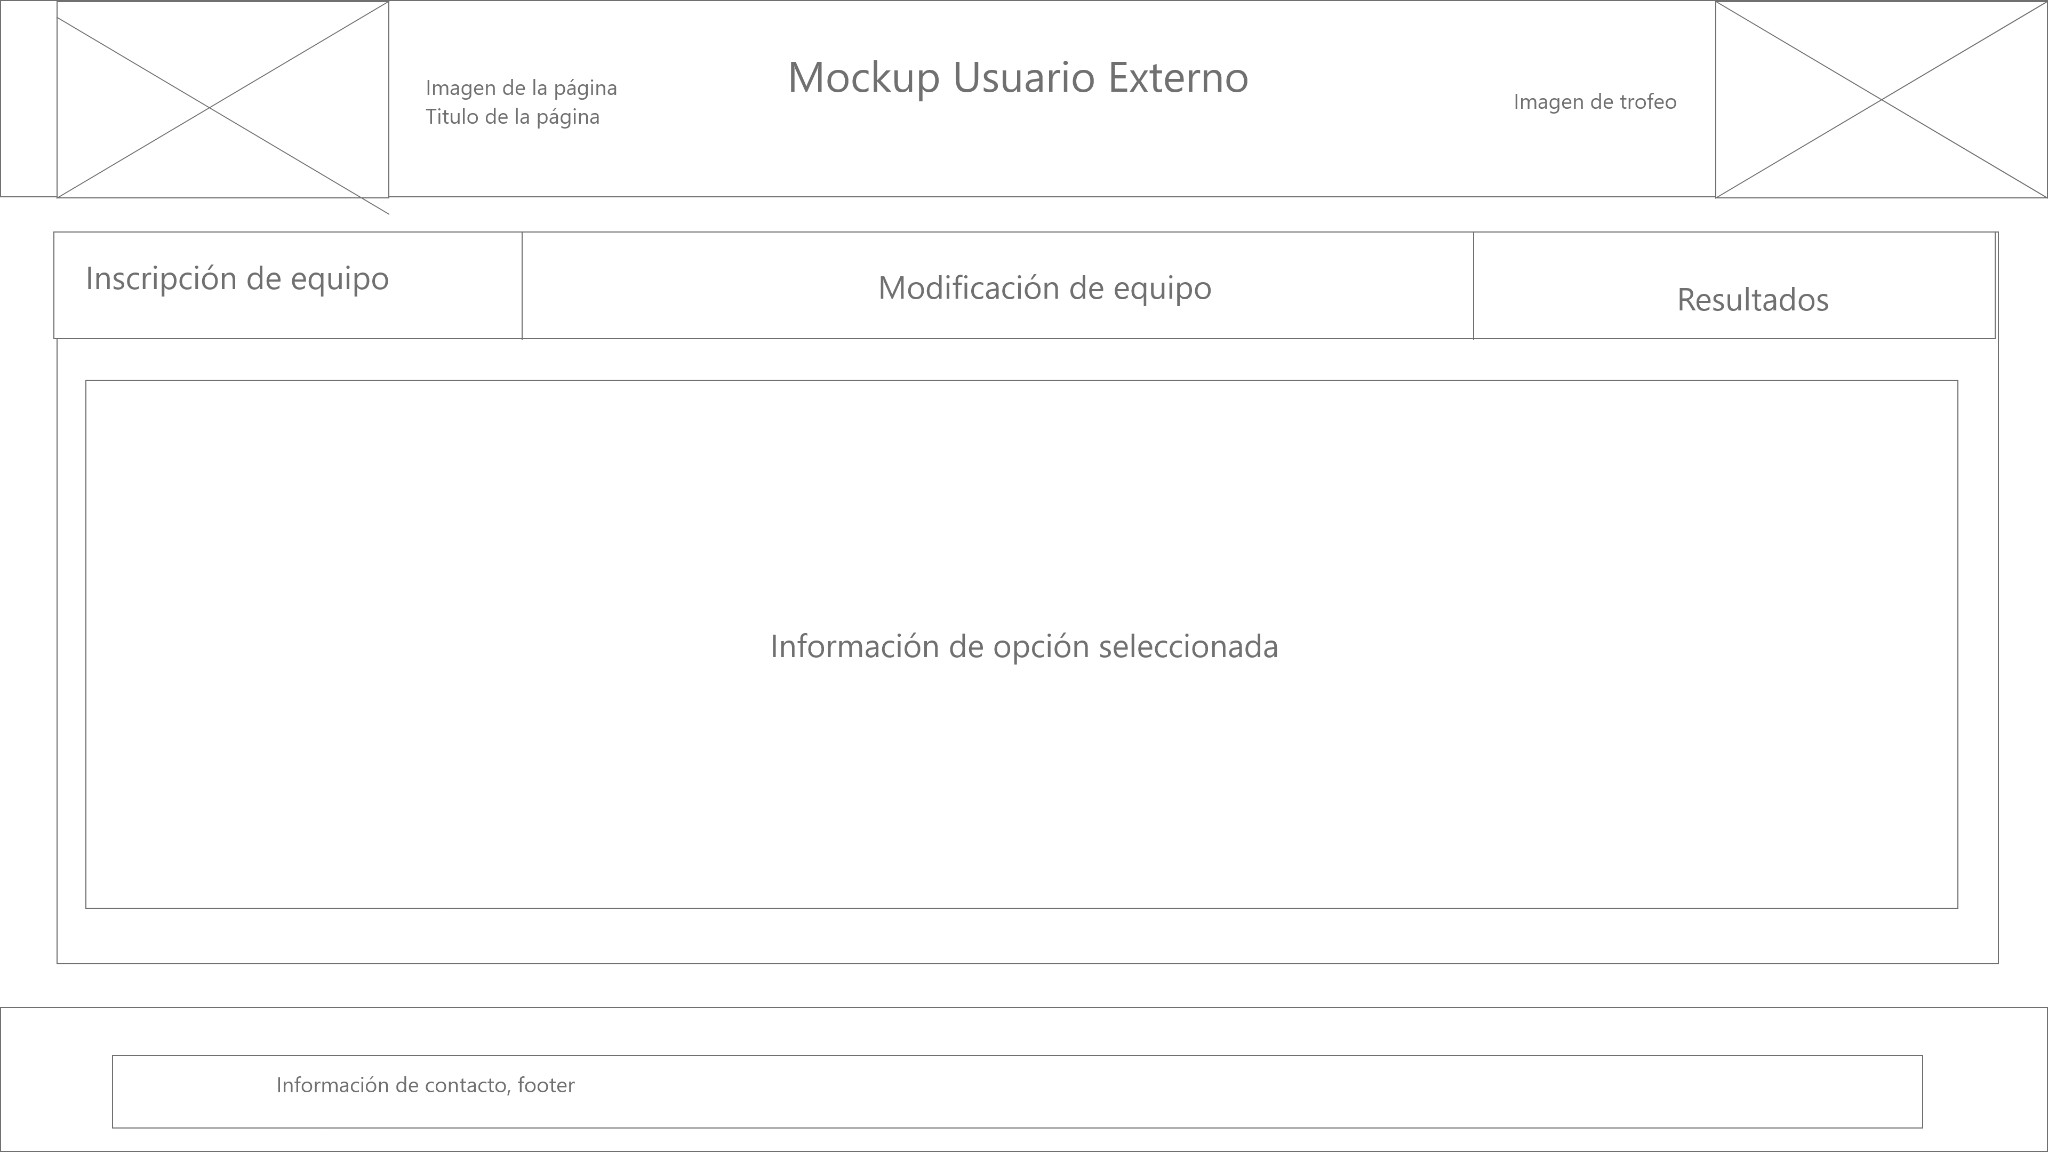 Imagen de la página
Titulo de la página
Mockup Usuario Externo
Imagen de trofeo
Inscripción de equipo
Modificación de equipo
Resultados
Información de opción seleccionada
Información de contacto, footer